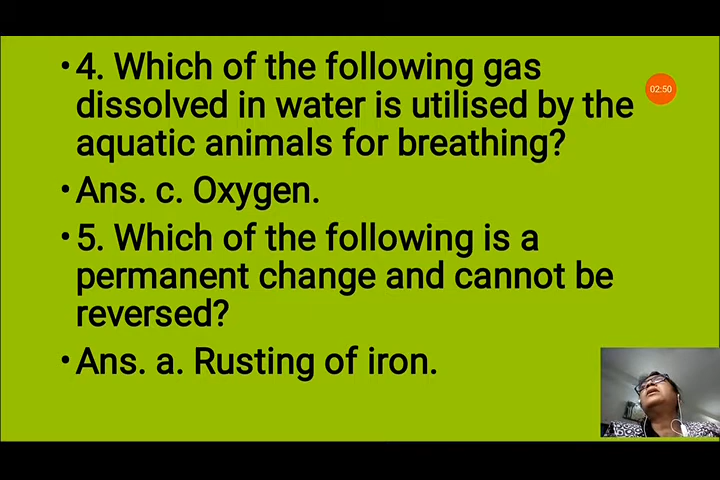 • 4. Which of the following gas
dissolved in water is utilised by the
aquatic animals for breathing?
• Ans. c. Oxygen.
• 5. Which of the following is a
permanent change and cannot be
reversed?
• Ans. a. Rusting of iron.
02:50